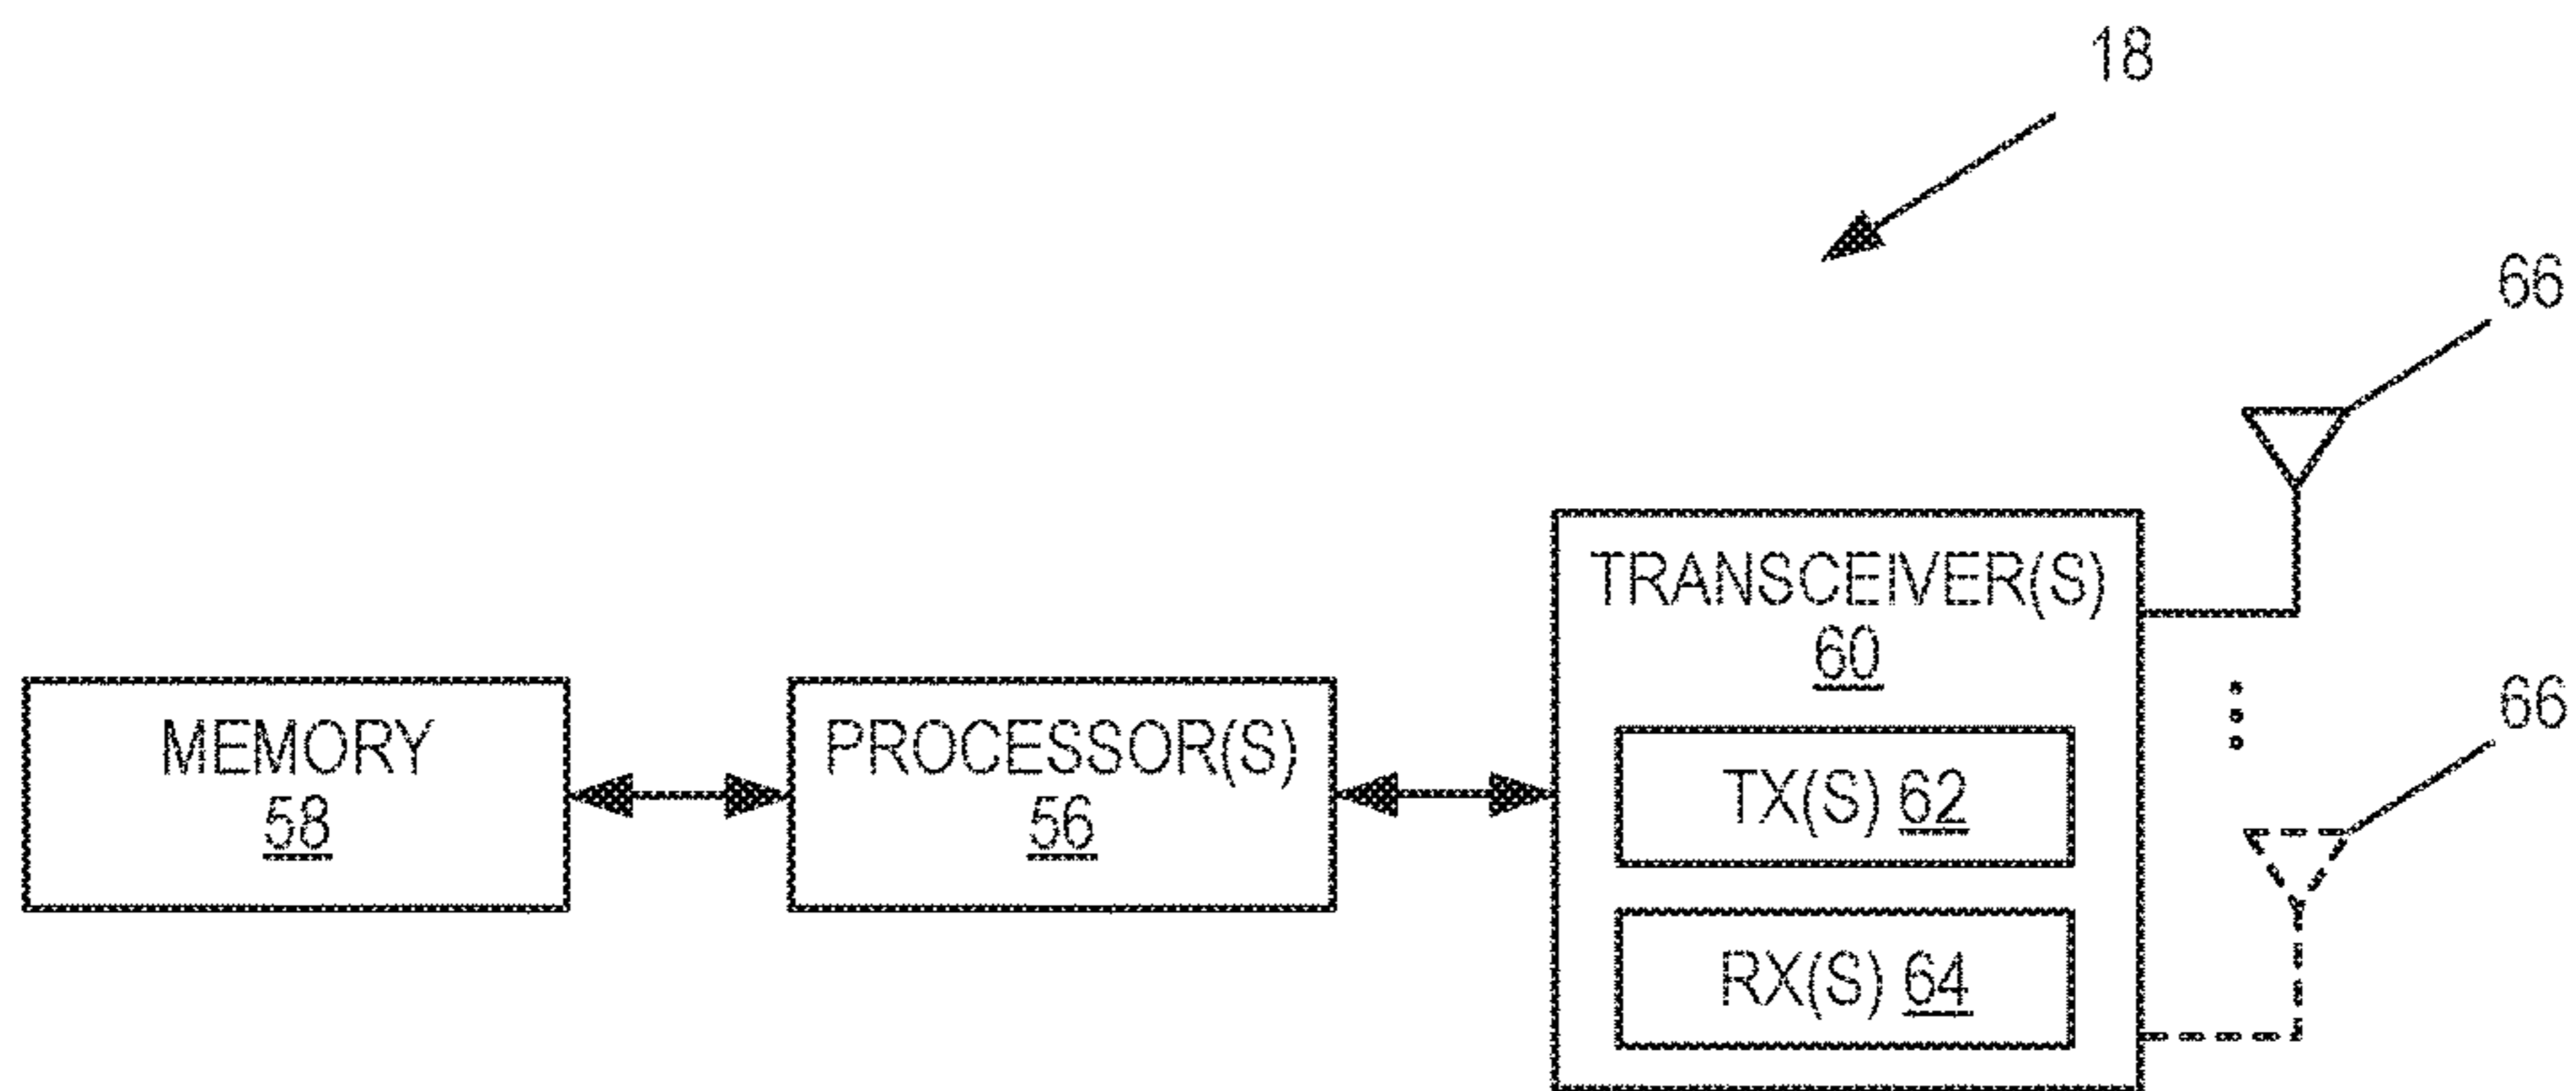 18
66
TRANSCEIVER(S)
60
66
MEMORY
58
PROCESSOR(S)
56
TX(S) 62
RX(S) 64